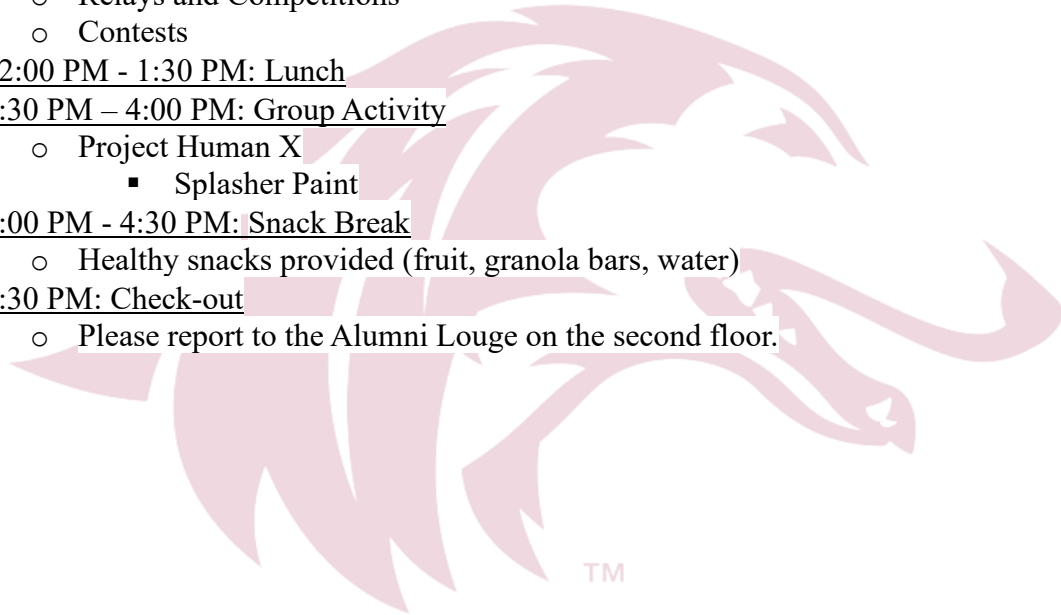 o Relays and Competitions
o Contests
2:00 PM - 1:30 PM: Lunch
:30 PM – 4:00 PM: Group Activity
o Project Human X
▪ Splasher Paint
:00 PM - 4:30 PM: Snack Break
o Healthy snacks provided (fruit, granola bars, water)
:30 PM: Check-out
o Please report to the Alumni Louge on the second floor.
TM